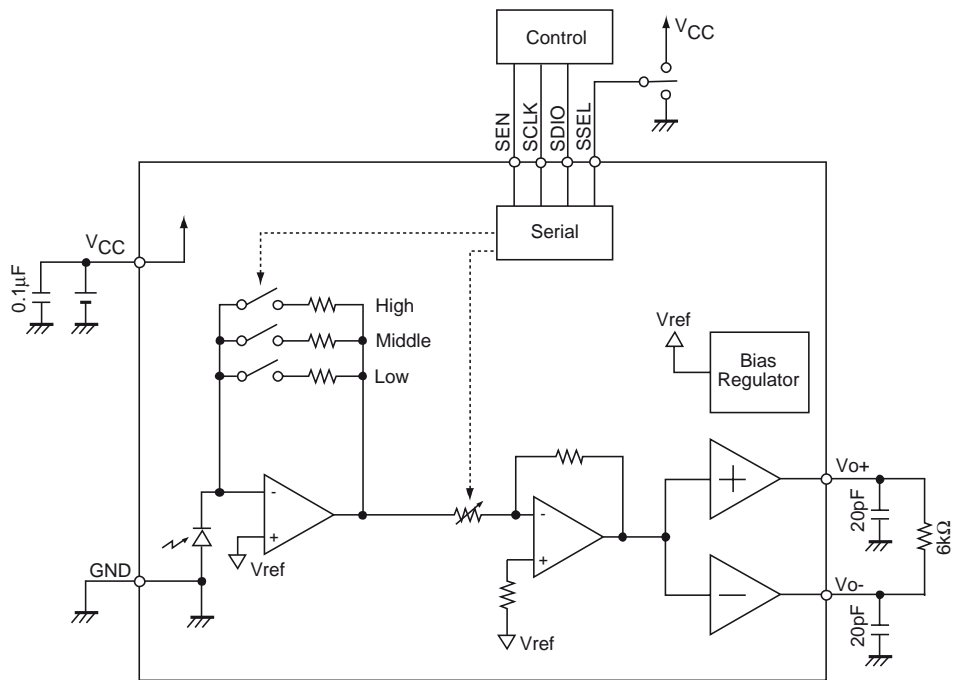 Control
VCC
SEN
SCLK
SDIO
SSEL
Serial
VCC
0.1μF
High
Middle
Low
Vref
Bias
Regulator
-
+
Vref
GND
-
+
Vref
Vo+
20pF
6kΩ
Vo-
20pF